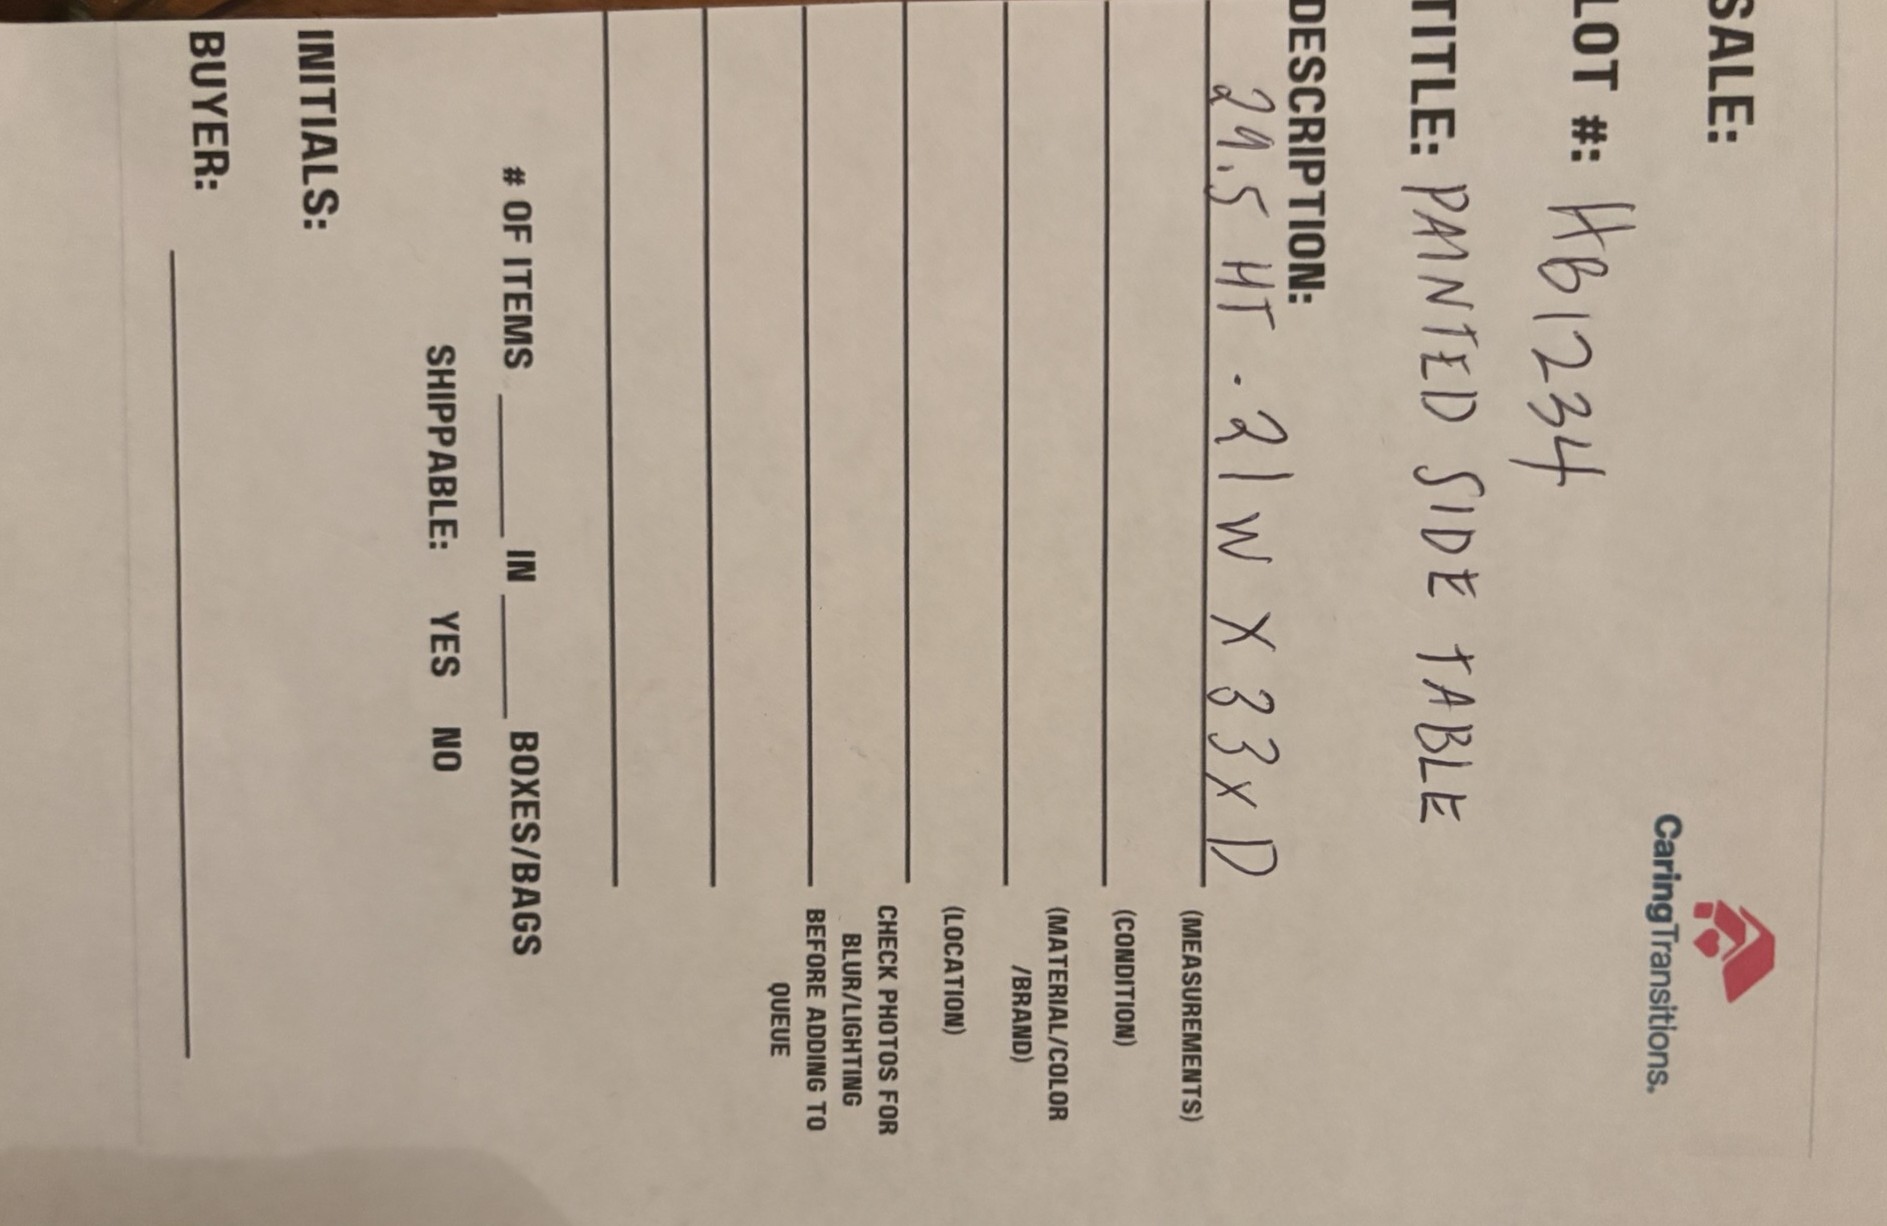 SALE:
CaringTransitions.
LOT #: HB1234
TITLE: PAINTED SIDE TABLE
DESCRIPTION:
29.5 HT . 21 W X 33 x D (MEASUREMENTS)
(CONDITION)
(MATERIAL/COLOR
/BRAND)
(LOCATION)
CHECK PHOTOS FOR
BLUR/LIGHTING
BEFORE ADDING TO
QUEUE
# OF ITEMS _____ IN _____ BOXES/BAGS
SHIPPABLE: YES NO
INITIALS:
BUYER: